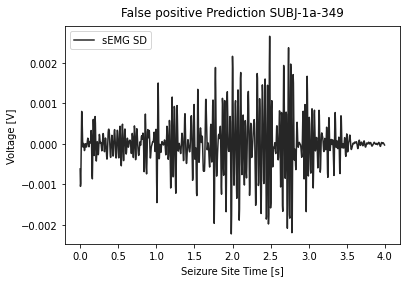 False positive Prediction SUBJ-1a-349
sEMG SD
Voltage [V]
0.002
0.001
0.000
−0.001
−0.002
0.0 0.5 1.0 1.5 2.0 2.5 3.0 3.5 4.0
Seizure Site Time [s]